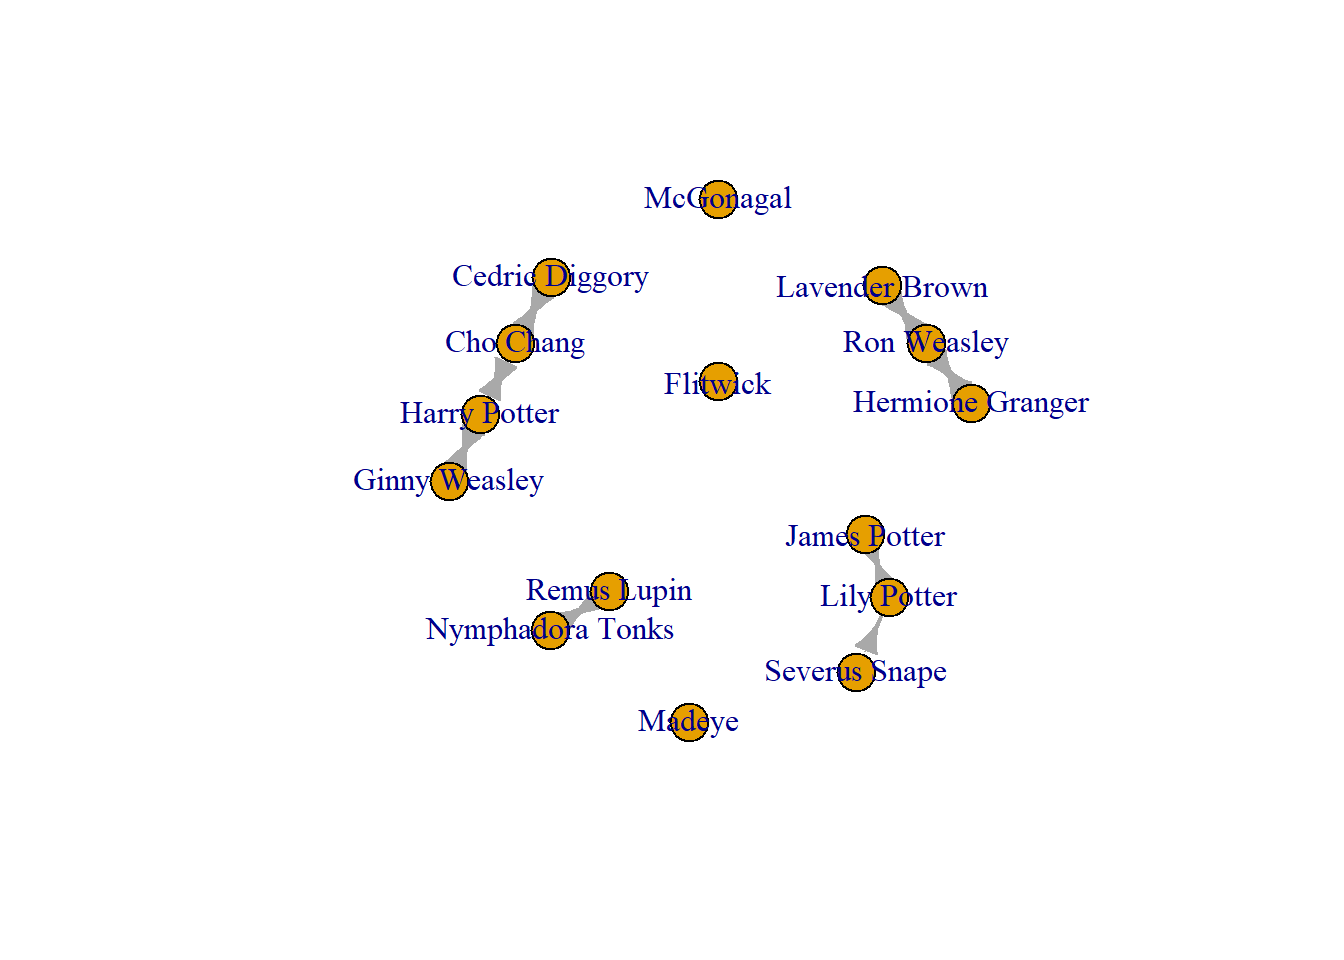 McGonagal
Cedric Diggory
Lavender Brown
Cho Chang
Ron Weasley
Flitwick
Harry Potter
Hermione Granger
Ginny Weasley
James Potter
Remus Lupin
Lily Potter
Nymphadora Tonks
Severus Snape
Madeye